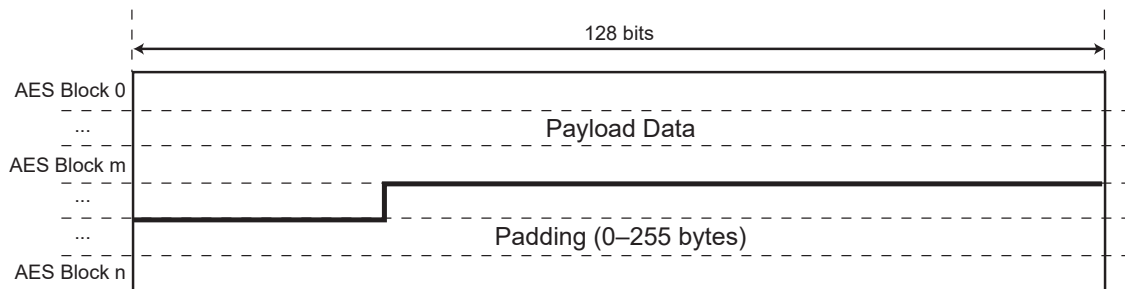 128 bits
AES Block 0
...
Payload Data
AES Block m
...
...
Padding (0–255 bytes)
AES Block n